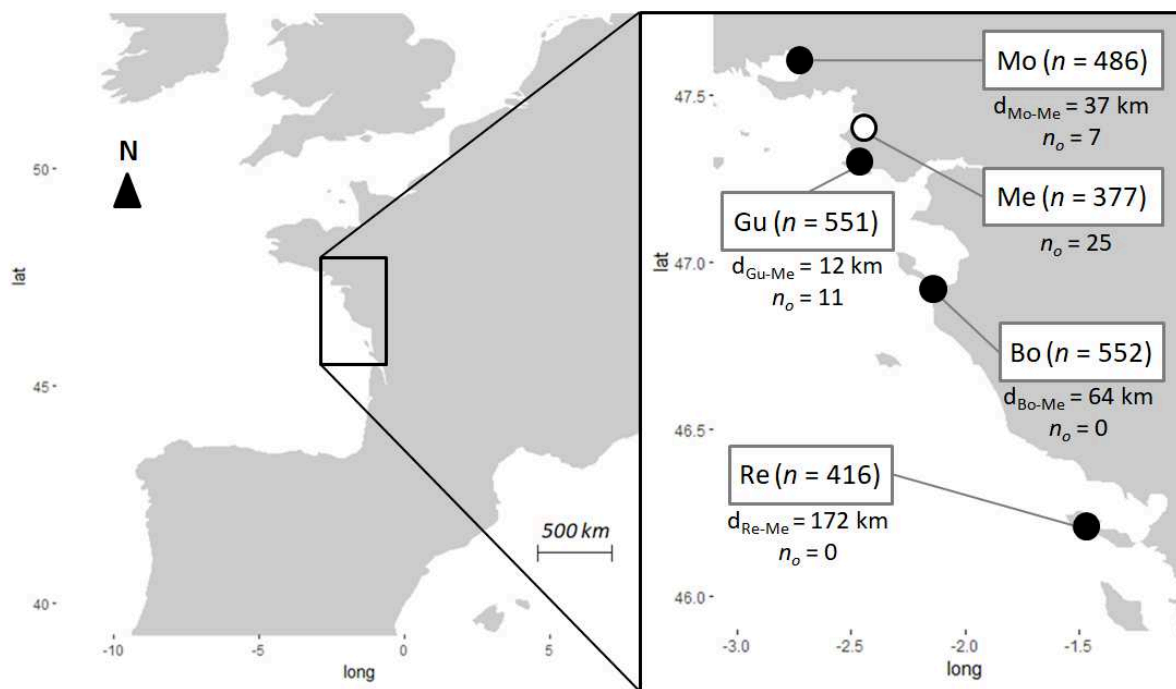 N
lat
50
45
40
-10
-5
0
5
long
500 km
lat
47.5
47.0
46.5
46.0
-3.0
-2.5
-2.0
-1.5
long
Mo (n = 486)
dMo-Me = 37 km
no = 7
Me (n = 377)
no = 25
Gu (n = 551)
dGu-Me = 12 km
no = 11
Bo (n = 552)
dBo-Me = 64 km
no = 0
Re (n = 416)
dRe-Me = 172 km
no = 0